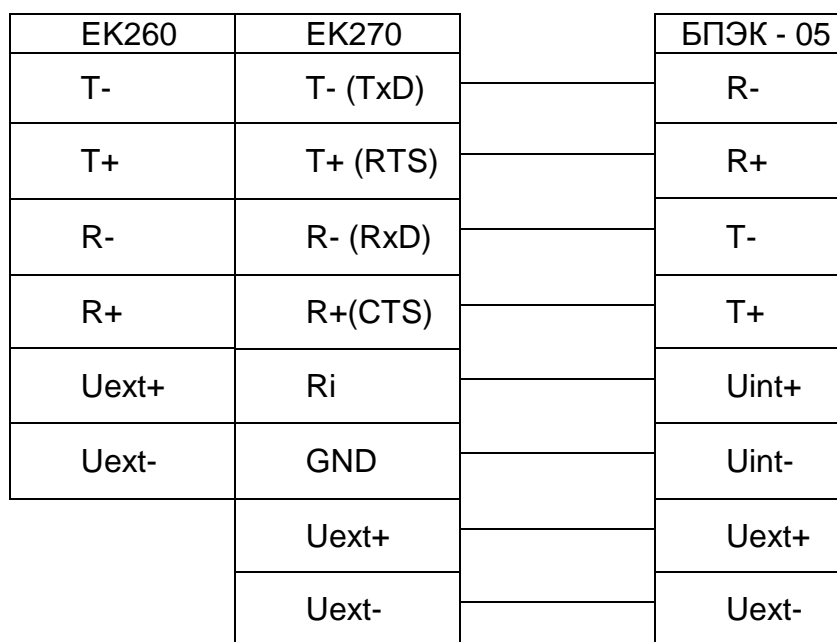 EK260 EK270 БПЭК - 05
T- T- (TxD) R-
T+ T+ (RTS) R+
R- R- (RxD) T-
R+ R+(CTS) T+
Uext+ Ri Uint+
Uext- GND Uint-
Uext+ Uext+
Uext- Uext-